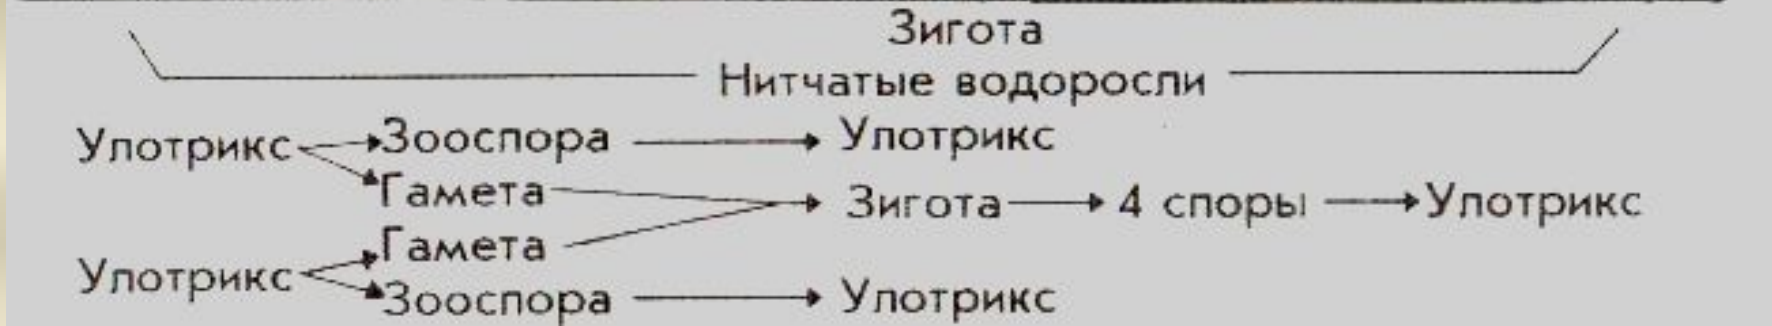 Зигота
Нитчатые водоросли
Улотрикс Зооспора Улотрикс
Гамета Зигота 4 споры Улотрикс
Гамета
Улотрикс Зооспора Улотрикс